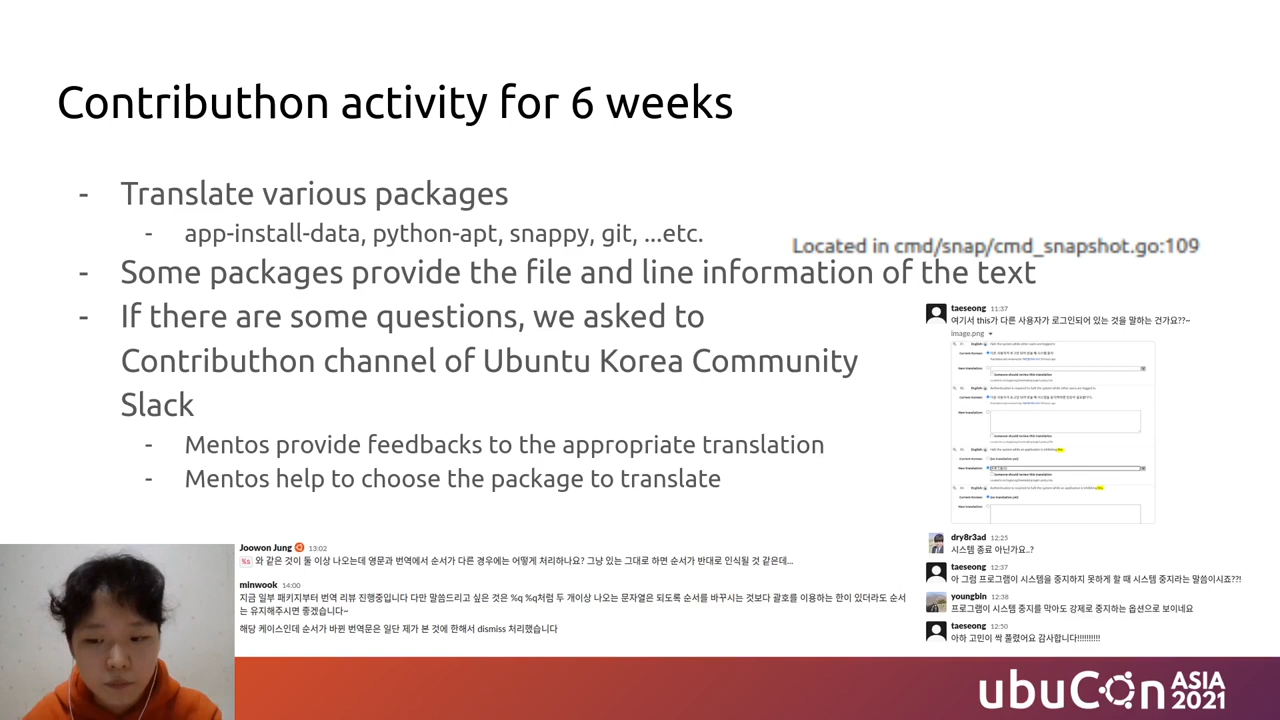 Contributhon activity for 6 weeks
- Translate various packages
- app-install-data, python-apt, snappy, git, ...etc.
Located in cmd/snap/cmd_snapshot.go:109
- Some packages provide the file and line information of the text
- If there are some questions, we asked to
Contributhon channel of Ubuntu Korea Community
Slack
- Mentos provide feedbacks to the appropriate translation
- Mentos hint to choose the package to translate
taeseong 11:37
여기서 this가 다른 사용자가 로그인되어 있는 것을 말하는 건가요??~
image.png
dry8r3ad 12:25
시스템 종료 아닌가요..?
taeseong 12:37
아 그럼 프로그램이 시스템을 중지하지 못하게 할 때 시스템 중지라는 말씀이시죠??!
youngbin 12:38
프로그램이 시스템 중지를 막아도 강제로 중지하는 옵션으로 보이네요
taeseong 12:50
아하 고민이 싹 풀렸어요 감사합니다!!!!!!!!!!
Joowon Jung 13:02
%s 와 같은 것이 둘 이상 나오는데 영문과 번역에서 순서가 다른 경우에는 어떻게 처리하나요? 그냥 있는 그대로 하면 순서가 반대로 인식될 것 같은데...
minwook 14:00
지금 일부 패키지부터 번역 리뷰 진행중입니다 다만 말씀드리고 싶은 것은 %q %q처럼 두 개이상 나오는 문자열은 되도록 순서를 바꾸시는 것보다 괄호를 이용하는 한이 있더라도 순서
는 유지해주시면 좋겠습니다~
해당 케이스인데 순서가 바뀐 번역문은 일단 제가 본 것에 한해서 dismiss 처리했습니다
ubuCon ASIA
2021